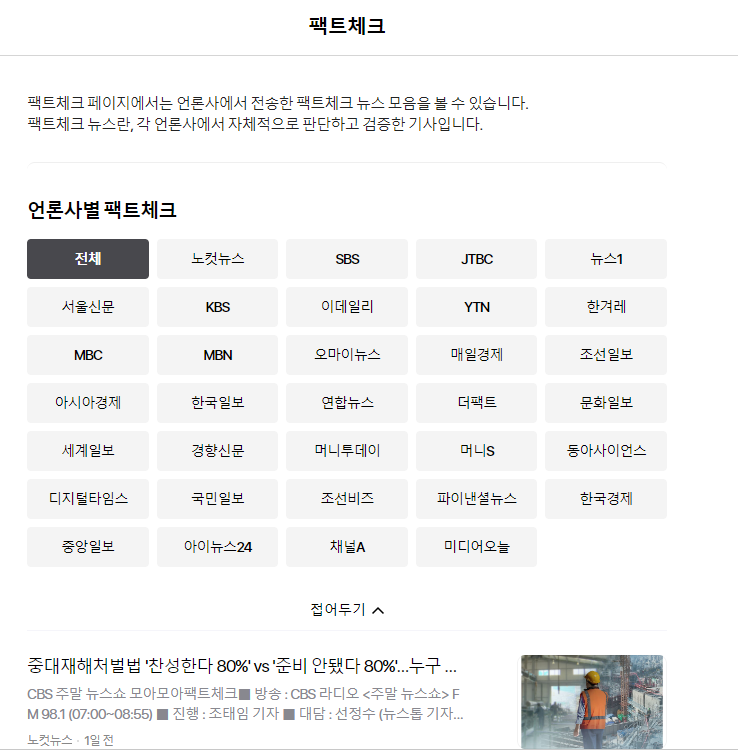 팩트체크
팩트체크 페이지에서는 언론사에서 전송한 팩트체크 뉴스 모음을 볼 수 있습니다.
팩트체크 뉴스란, 각 언론사에서 자체적으로 판단하고 검증한 기사입니다.
언론사별 팩트체크
전체 노컷뉴스 SBS JTBC 뉴스1
서울신문 KBS 이데일리 YTN 한겨레
MBC MBN 오마이뉴스 매일경제 조선일보
아시아경제 한국일보 연합뉴스 더팩트 문화일보
세계일보 경향신문 머니투데이 머니S 동아사이언스
디지털타임스 국민일보 조선비즈 파이낸셜뉴스 한국경제
중앙일보 아이뉴스24 채널A 미디어오늘
접어두기
중대재해처벌법 '찬성한다 80%' vs '준비 안됐다 80%'...누구 ...
CBS 주말 뉴스쇼 모아모아팩트체크■ 방송 : CBS 라디오 <주말 뉴스쇼> F
M 98.1 (07:00~08:55) ■ 진행 : 조태임 기자 ■ 대담 : 선정수 (뉴스톱 기자...
노컷뉴스 · 1일 전